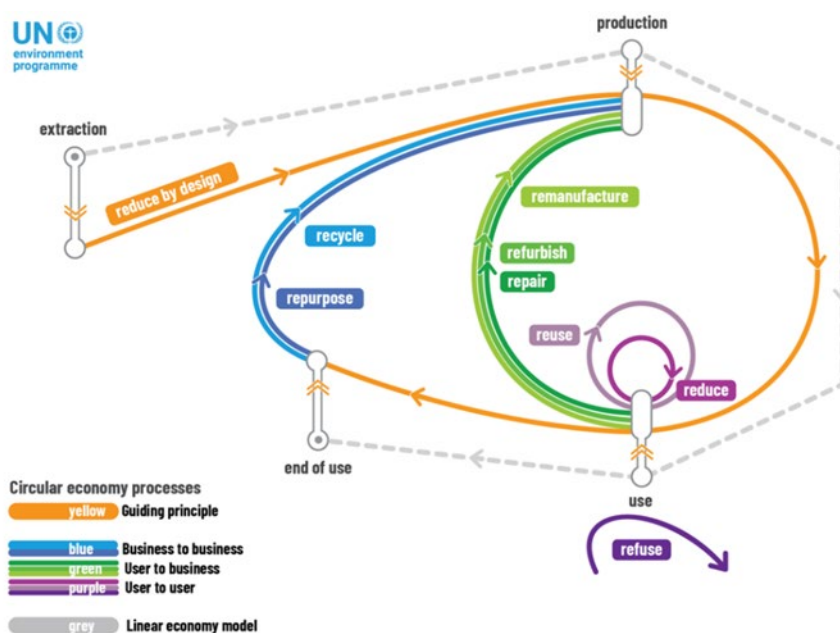 UN
environment
programme
production
extraction
reduce by design
remanufacture
recycle
refurbish
repair
repurpose
reuse
reduce
end of use
use
refuse
Circular economy processes
yellow Guiding principle
blue Business to business
green User to business
purple User to user
grey Linear economy model